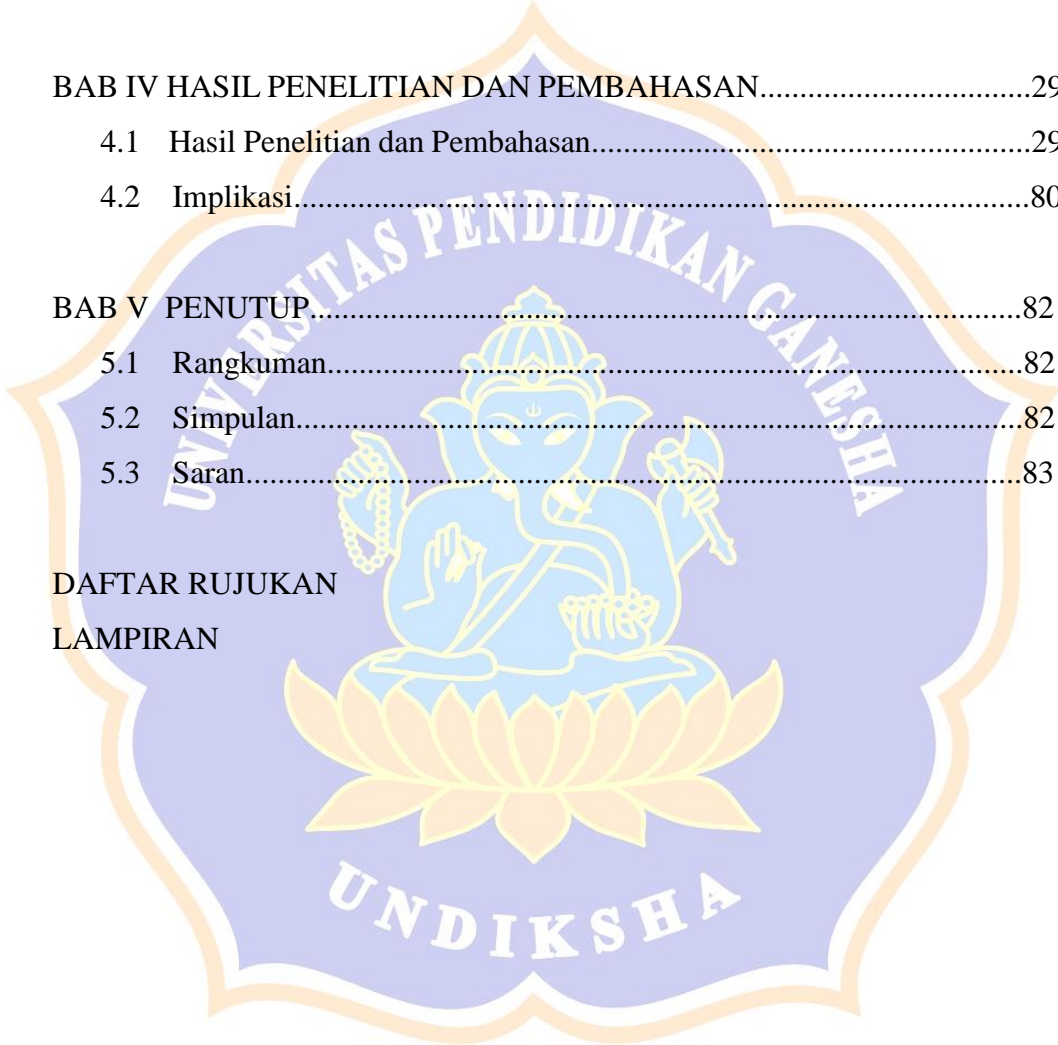 BAB IV HASIL PENELITIAN DAN PEMBAHASAN..................................29
4.1 Hasil Penelitian dan Pembahasan......................................................29
4.2 Implikasi...........................................................................................80
BAB V PENUTUP........................................................................................82
5.1 Rangkuman......................................................................................82
5.2 Simpulan..........................................................................................82
5.3 Saran................................................................................................83
DAFTAR RUJUKAN
LAMPIRAN
UNIVERSITAS PENDIDIKAN GANESHA
UNDIKSHA